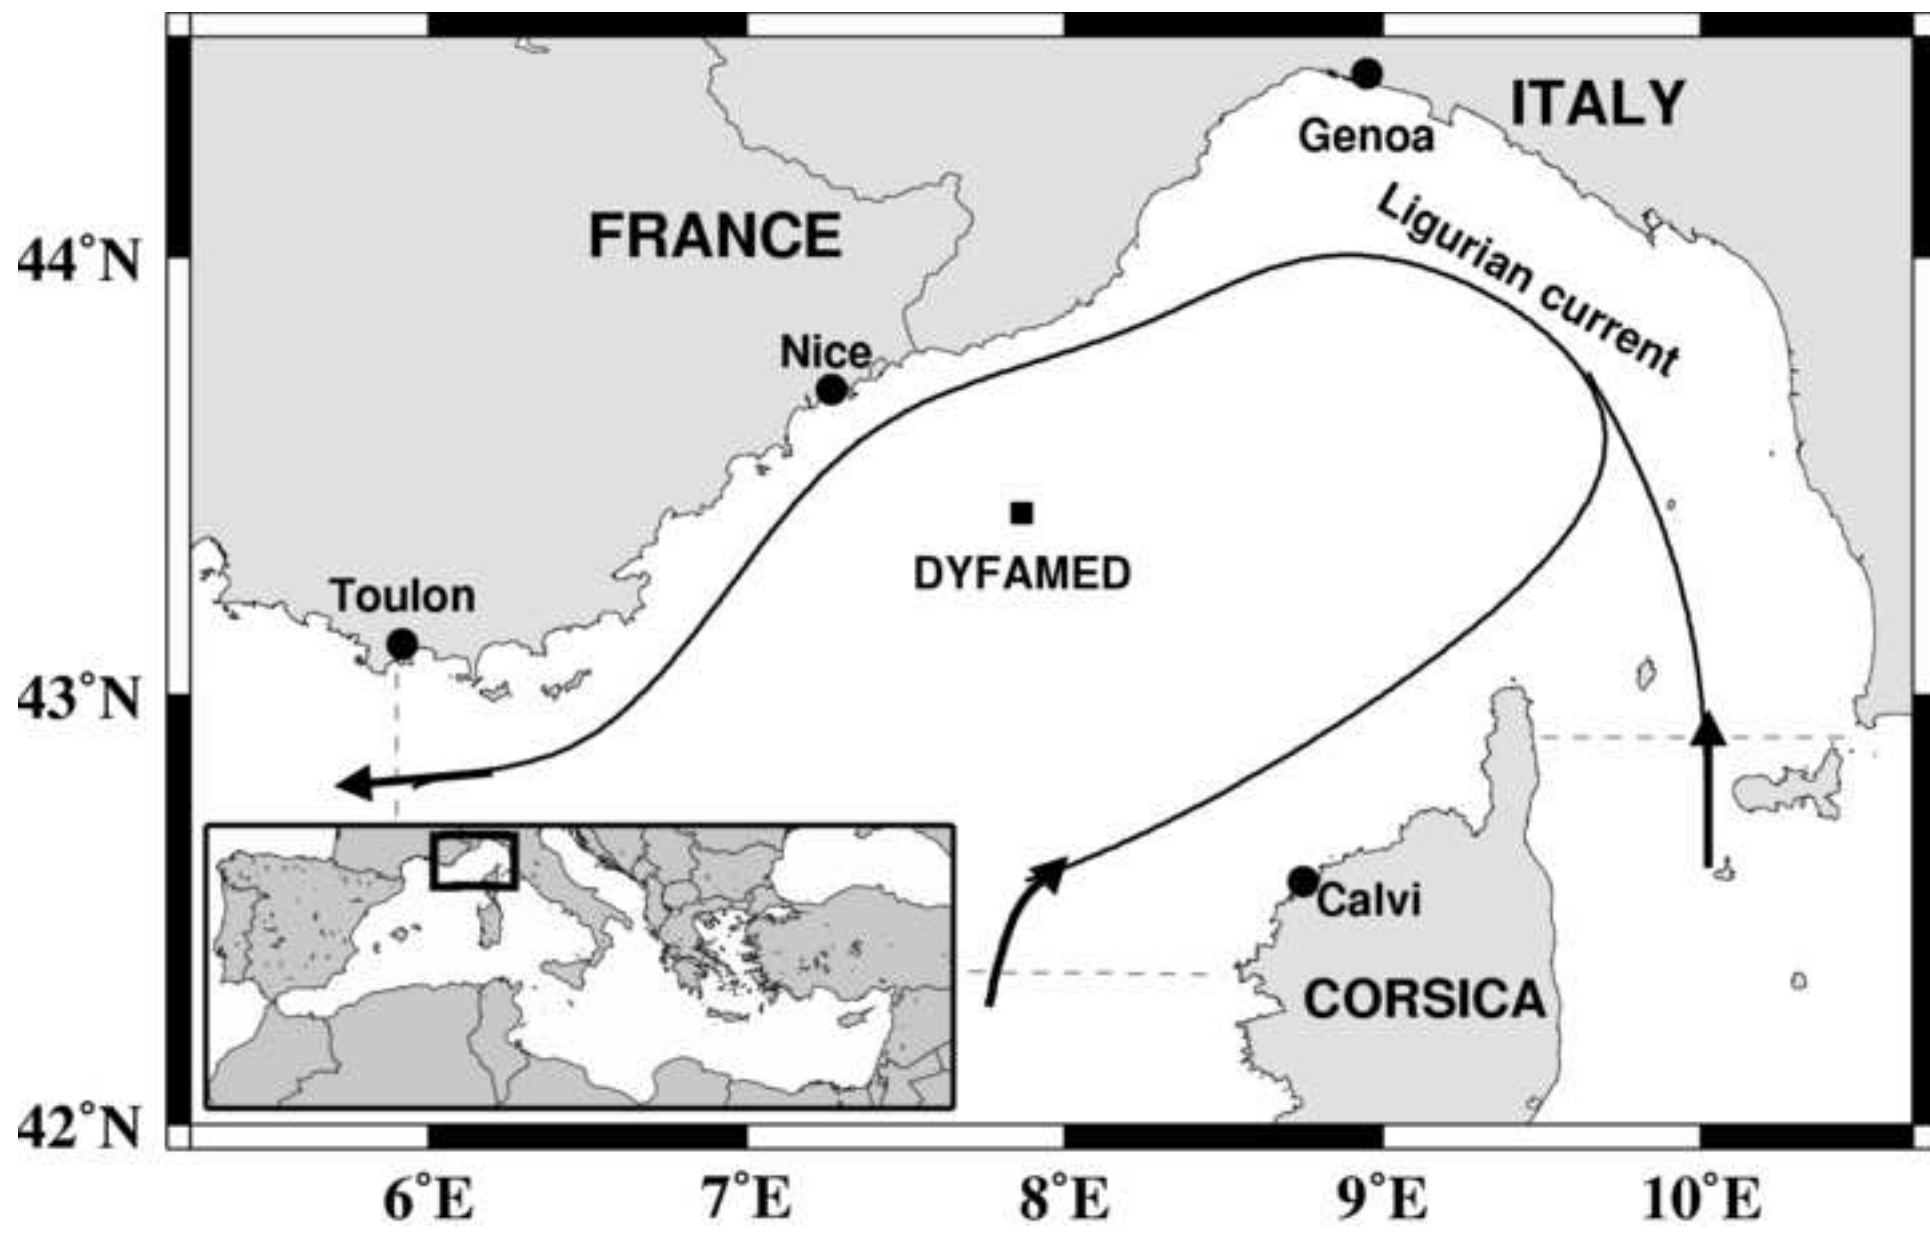 ITALY
Genoa
Ligurian current
FRANCE
44°N
Nice
DYFAMED
Toulon
43°N
Calvi
CORSICA
42°N
6°E 7°E 8°E 9°E 10°E